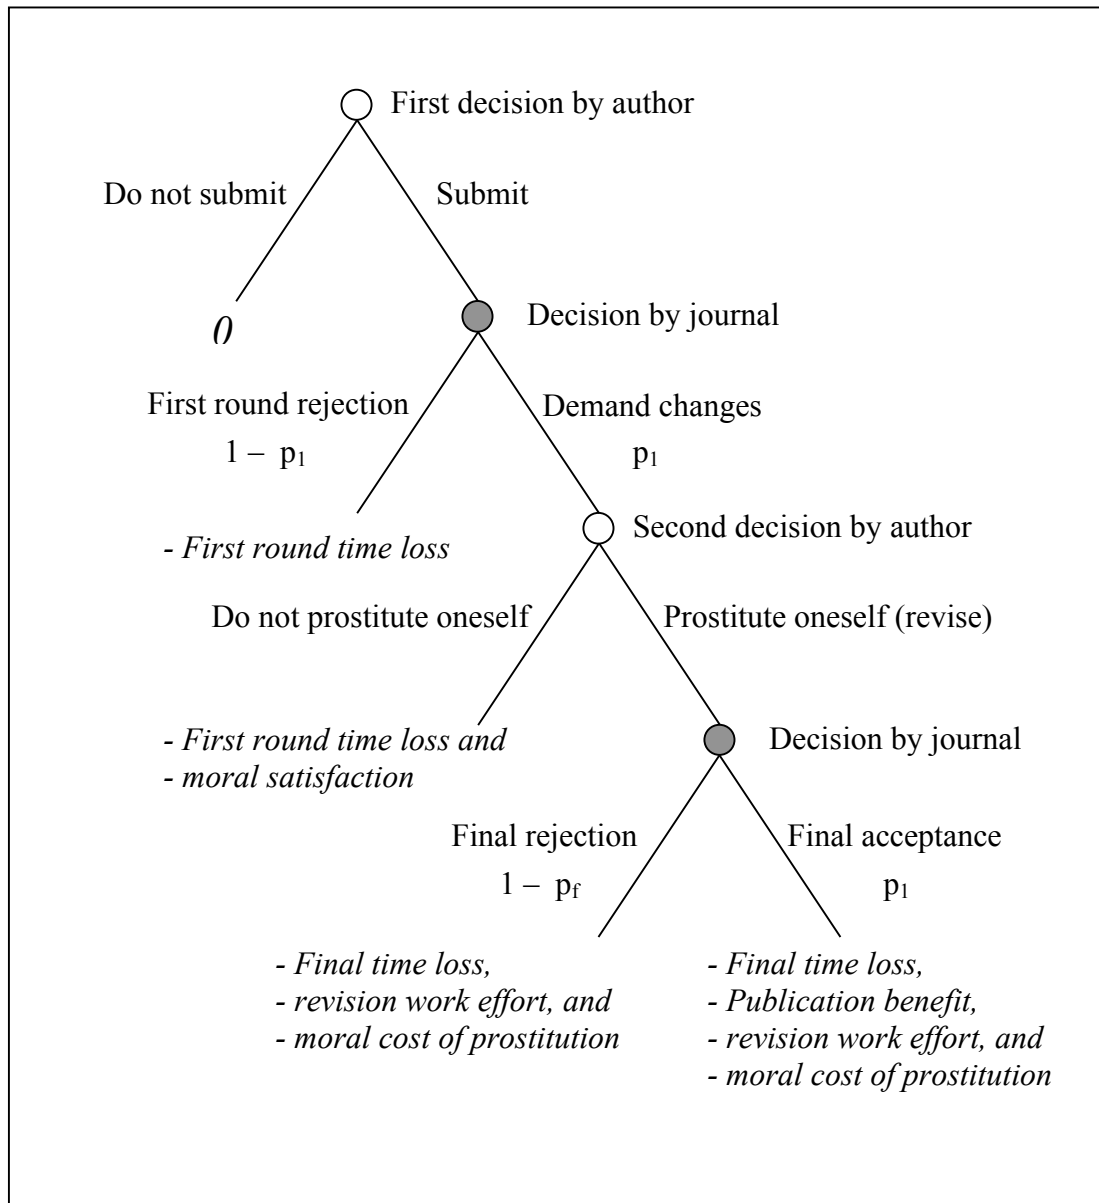 First decision by author
Do not submit
Submit
0
Decision by journal
First round rejection
Demand changes
1 – p₁
p₁
Second decision by author
- First round time loss
Do not prostitute oneself
Prostitute oneself (revise)
- First round time loss and
- moral satisfaction
Decision by journal
Final rejection
Final acceptance
1 – pf
p₁
- Final time loss,
- revision work effort, and
- moral cost of prostitution
- Final time loss,
- Publication benefit,
- revision work effort, and
- moral cost of prostitution